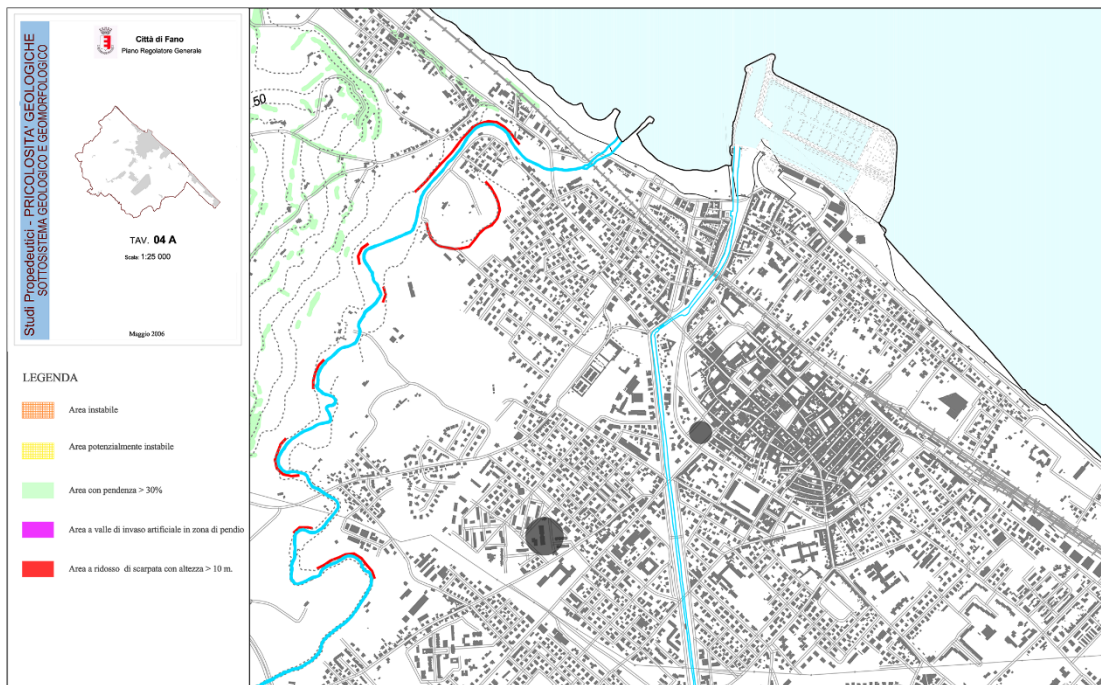 Studi Propedeutici - PRICOLOSITA' GEOLOGICHE
SOTTOSISTEMA GEOLOGICO E GEOMORFOLOGICO
Città di Fano
Piano Regolatore Generale
TAV. 04 A
Scala: 1:25 000
Maggio 2006
LEGENDA
Area instabile
Area potenzialmente instabile
Area con pendenza > 30%
Area a valle di invaso artificiale in zona di pendio
Area a ridosso di scarpata con altezza > 10 m.
50